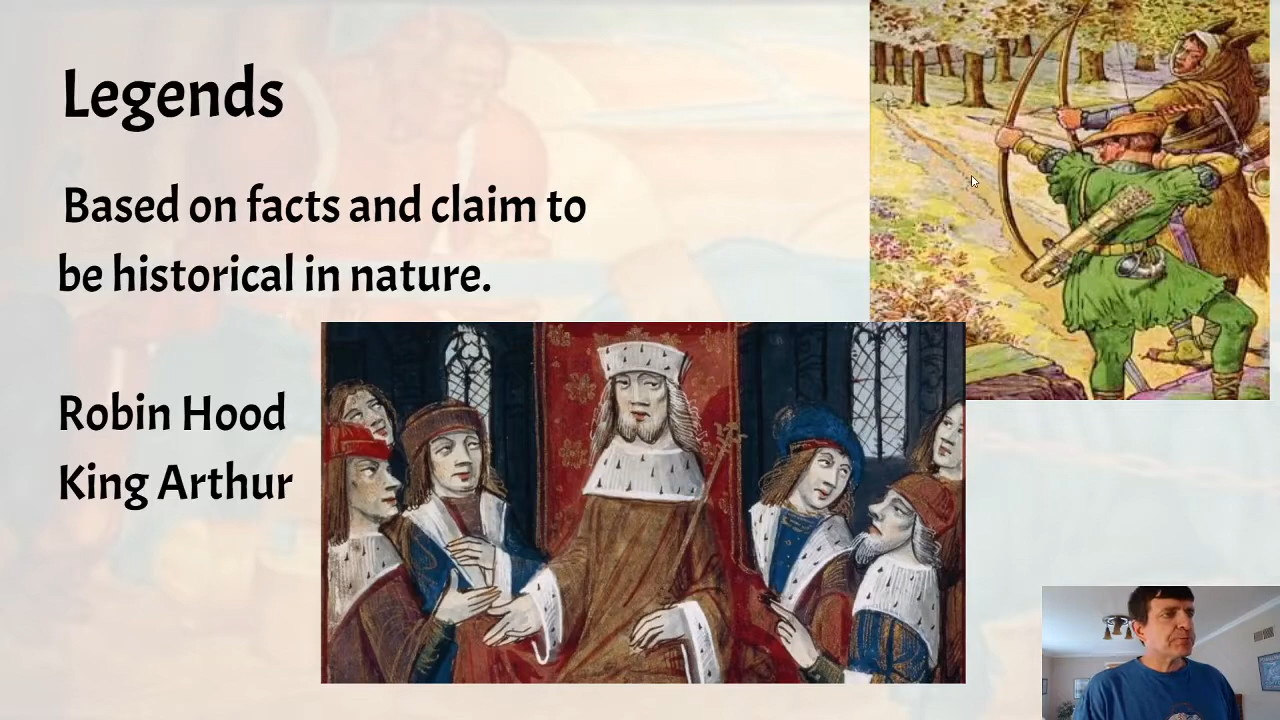 Legends
Based on facts and claim to
be historical in nature.
Robin Hood
King Arthur